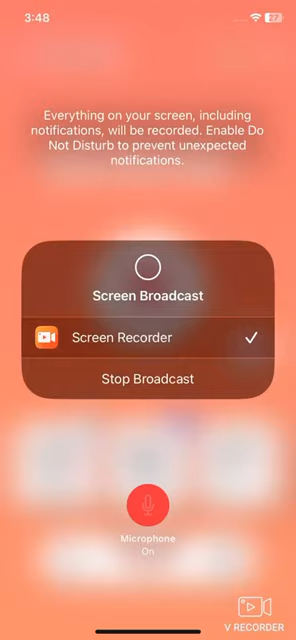 3:48
27
Everything on your screen, including
notifications, will be recorded. Enable Do
Not Disturb to prevent unexpected
notifications.
Screen Broadcast
Screen Recorder
Stop Broadcast
Microphone
On
V RECORDER